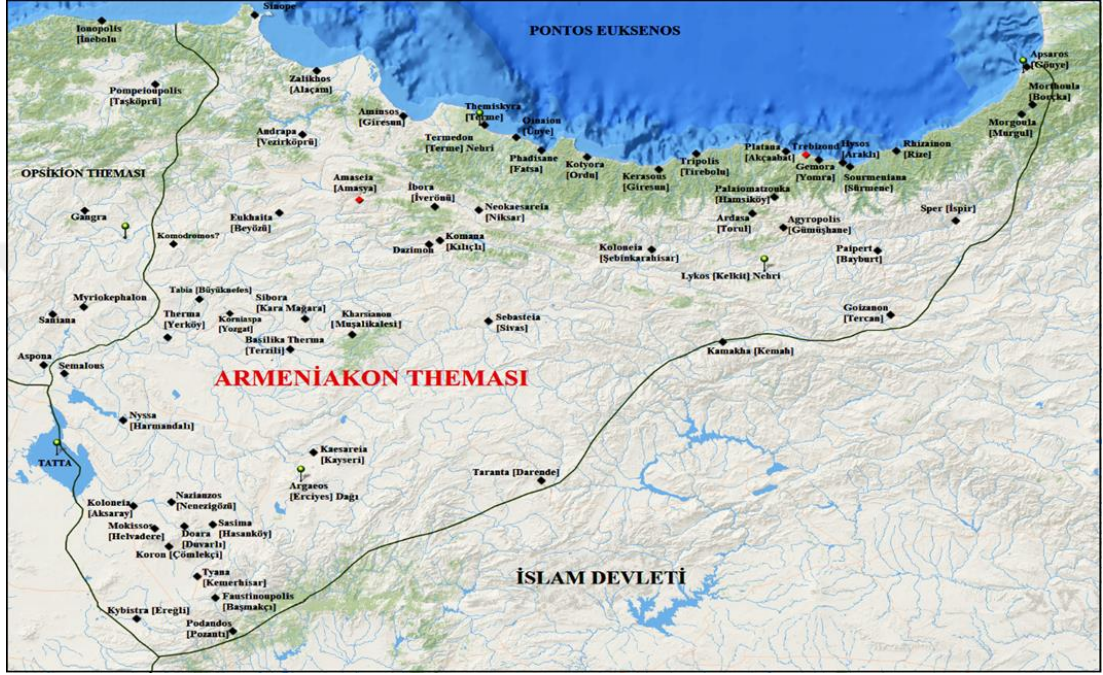 Sinope
Ionopolis
[İnebolu
PONTOS EUKSENOS
Apsaros
[Gönye]
Zalikhos
[Alaçam]
Pompeioupolis
[Taşköprü]
Morthoula
[Borçka]
Themiskyra
[Terme]
Aminsos
[Giresun]
Oinaion
[Ünye]
Morgoula
[Murgul]
Andrapa
[Vezirköprü]
Termedon
[Terme] Nehri
Phadisane
[Fatsa]
Kotyora
[Ordu]
Kerasous
[Giresun]
Tripolis
[Tirebolu]
Platana
[Akçaabat]
Trebizond
Hysos
[Araklı]
Rhizainon
[Rize]
Gemora
[Yomra]
Sourmeniana
[Sürmene]
OPSİKİON THEMASI
Amaseia
[Amasya]
İbora
[İverönü]
Palaiomatzouka
[Hamsiköy]
Gangra
Eukhaita
[Beyözü]
Neokaesareia
[Niksar]
Ardasa
[Torul]
Agyropolis
[Gümüşhane]
Sper [İspir]
Komodromos?
Dazimon
Komana
[Kılıçlı]
Koloneia
[Şebinkarahisar]
Paipert
[Bayburt]
Lykos [Kelkit] Nehri
Myriokephalon
Saniana
Tabia [Büyüknefes]
Therma
[Yerköy]
Korniaspa
[Yozgat]
Sibora
[Kara Mağara]
Kharsianon
[Muşalikalesi]
Sebasteia
[Sivas]
Goizanon
[Tercan]
Basilika Therma
[Terzili]
Kamakha [Kemah]
Aspona
Semalous
ARMENİAKON THEMASI
Nyssa
[Harmandalı]
TATTA
Kaesareia
[Kayseri]
Argaeos
[Erciyes] Dağı
Taranta [Darende]
Koloneia
[Aksaray]
Nazianzos
[Nenezigözü]
Mokissos
[Helvadere]
Doara
[Duvarlı]
Sasima
[Hasanköy]
Koron [Çömlekçi]
Tyana
[Kemerhisar]
Faustinoupolis
[Başmakçı]
Kybistra [Ereğli]
Podandos
[Pozantı]
İSLAM DEVLETİ